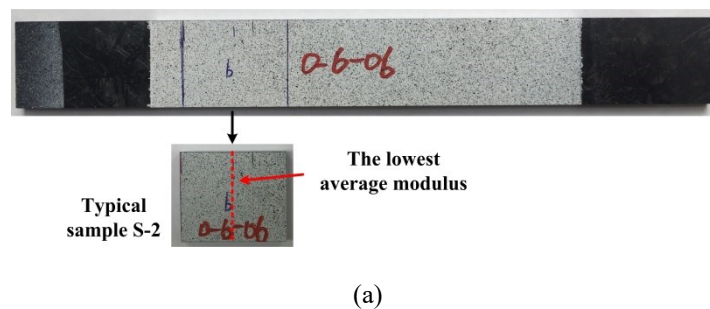 b
0-6-06
The lowest
average modulus
Typical
sample S-2
b
0-6-06
(a)